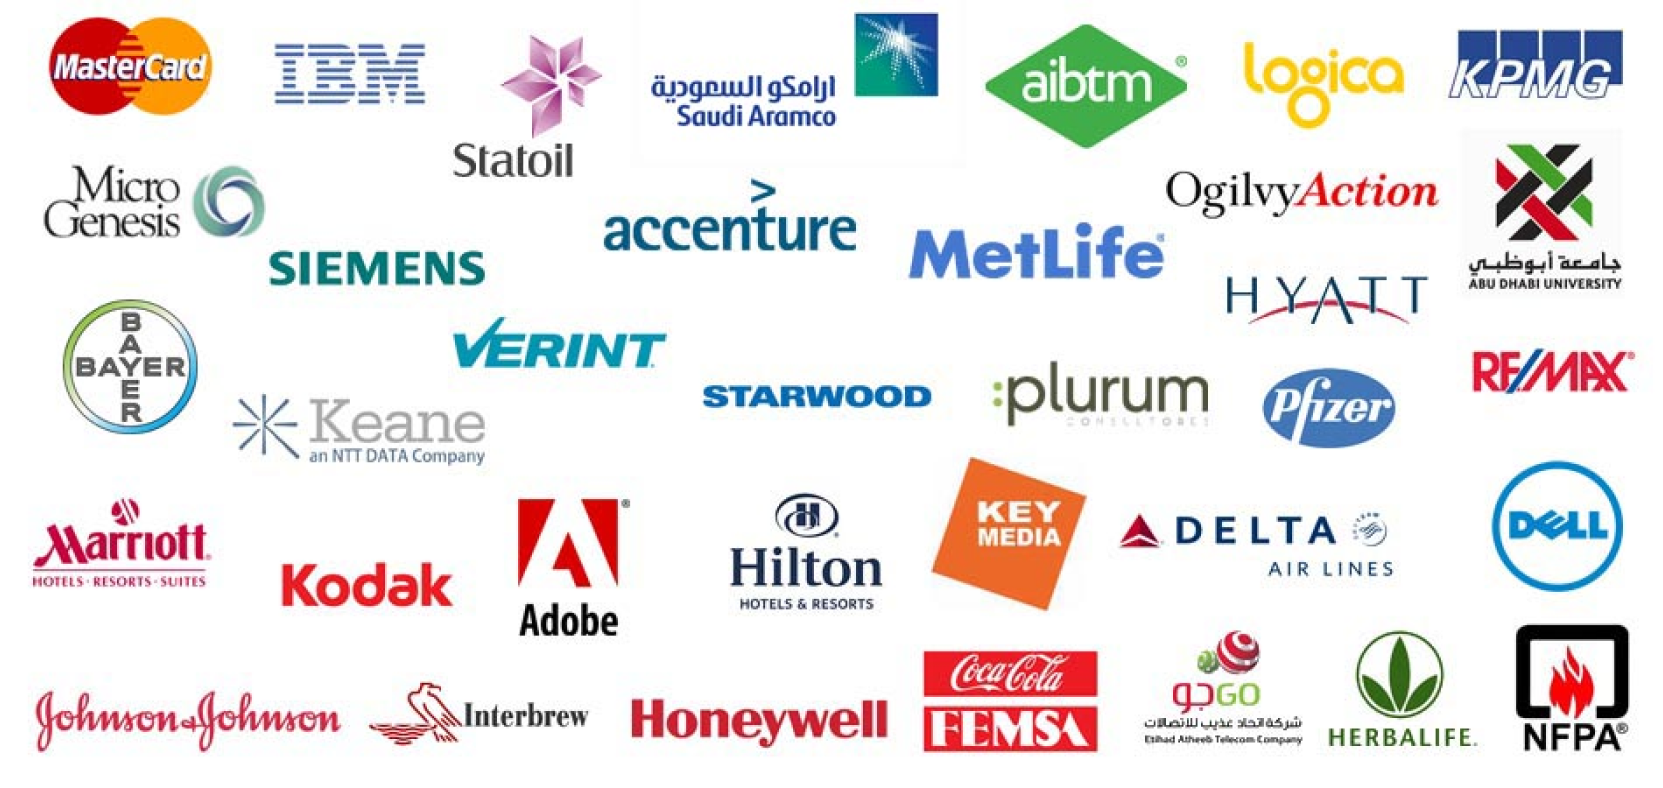 MasterCard
IBM
Statoil
ارامكو السعودية
Saudi Aramco
aibtm®
logica
KPMG
Micro
Genesis
SIEMENS
accenture
>
MetLife®
OgilvyAction
جامعة أبوظبي
ABU DHABI UNIVERSITY
HYATT
BAYER
BAYER
VERINT
Keane
an NTT DATA Company
STARWOOD
:plurum
CONSULTORES
Pfizer
RE/MAX®
Marriott®
HOTELS · RESORTS · SUITES
Kodak
®
Adobe
H
Hilton
HOTELS & RESORTS
KEY
MEDIA
DELTA
AIR LINES
DELL
Johnson & Johnson
Interbrew
Honeywell
Coca-Cola
FEMSA
جو GO
شركة اتحاد عذيب للاتصالات
Etihad Atheeb Telecom Company
HERBALIFE.
NFPA®